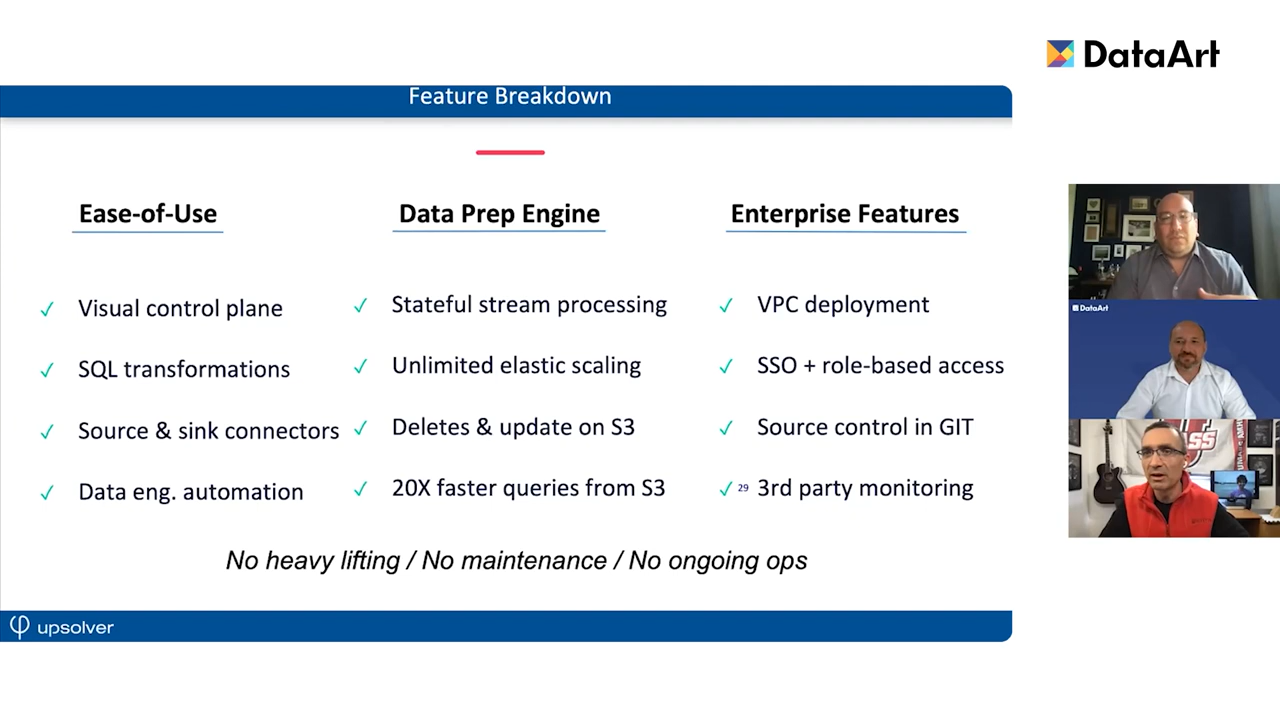 DataArt
Feature Breakdown
Ease-of-Use
Visual control plane
SQL transformations
Source & sink connectors
Data eng. automation
Data Prep Engine
Stateful stream processing
Unlimited elastic scaling
Deletes & update on S3
20X faster queries from S3
Enterprise Features
VPC deployment
SSO + role-based access
Source control in GIT
29 3rd party monitoring
No heavy lifting / No maintenance / No ongoing ops
upsolver
DataArt